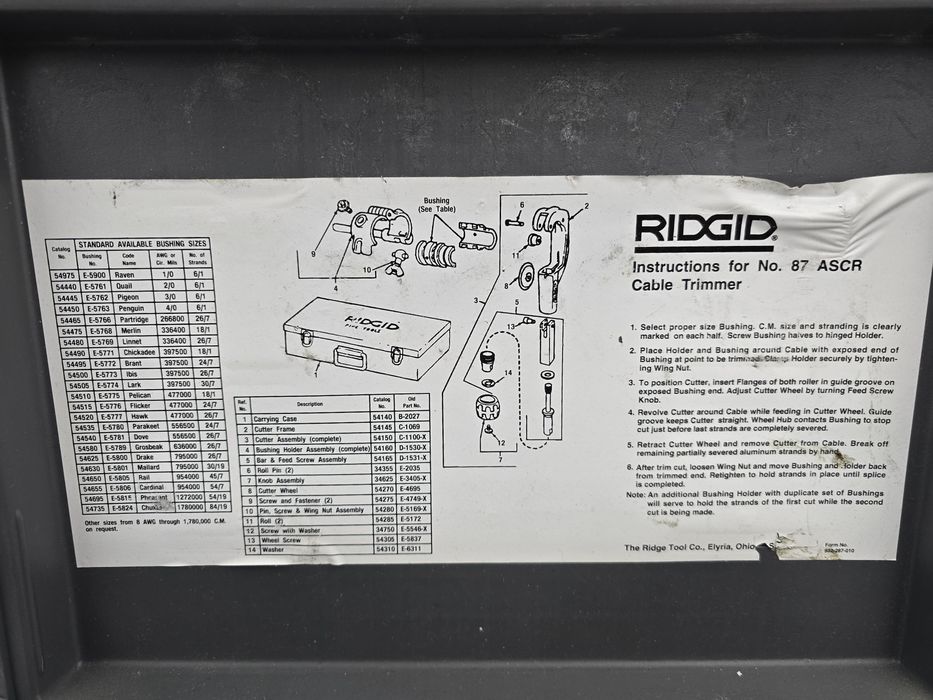 Bushing
(See Table)
6
2
9
11
10
8
4
3
5
13
RIDGID
1
14
12
7
STANDARD AVAILABLE BUSHING SIZES
Catalog No. Bushing No. Code Name AWG or Cir. Mils No. of Strands
54975 E-5900 Raven 1/0 6/1
54440 E-5761 Quail 2/0 6/1
54445 E-5762 Pigeon 3/0 6/1
54450 E-5763 Penguin 4/0 6/1
54465 E-5766 Partridge 266800 26/7
54475 E-5768 Merlin 336400 18/1
54480 E-5769 Linnet 336400 26/7
54490 E-5771 Chickadee 397500 18/1
54495 E-5772 Brant 397500 24/7
54500 E-5773 Ibis 397500 26/7
54505 E-5774 Lark 397500 30/7
54510 E-5775 Pelican 477000 18/1
54515 E-5776 Flicker 477000 24/7
54520 E-5777 Hawk 477000 26/7
54535 E-5780 Parakeet 556500 24/7
54540 E-5781 Dove 556500 26/7
54580 E-5789 Grosbeak 636000 26/7
54625 E-5800 Drake 795000 26/7
54630 E-5801 Mallard 795000 30/19
54650 E-5805 Rail 954000 45/7
54655 E-5806 Cardinal 954000 54/7
54695 E-5815 1272000 54/19
54735 E-5824 1780000 84/19
Other sizes from 8 AWG through 1,780,000 C.M.
on request.
Ref. No. Description Catalog No. Old Part No.
1 Carrying Case 54140 B-2027
2 Cutter Frame 54145 C-1069
3 Cutter Assembly (complete) 54150 C-1100-X
4 Bushing Holder Assembly (complete) 54160 D-1530-X
5 Bar & Feed Screw Assembly 54165 D-1531-X
6 Roll Pin (2) 34355 E-2035
7 Knob Assembly 34625 E-3405-X
8 Cutter Wheel 54270 E-4695
9 Screw and Fastener (2) 54275 E-4749-X
10 Pin, Screw & Wing Nut Assembly 54280 E-5169-X
11 Roll (2) 54285 E-5172
12 Screw with Washer 34750 E-5546-X
13 Wheel Screw 54305 E-5837
14 Washer 54310 E-6311
RIDGID®
Instructions for No. 87 ASCR
Cable Trimmer
1. Select proper size Bushing. C.M. size and stranding is clearly
marked on each half. Screw Bushing halves to hinged Holder.
2. Place Holder and Bushing around Cable with exposed end of
Bushing at point to be trimmed. Clamp Holder securely by tighten-
ing Wing Nut.
3. To position Cutter, insert Flanges of both roller in guide groove on
exposed Bushing end. Adjust Cutter Wheel by turning Feed Screw
Knob.
4. Revolve Cutter around Cable while feeding in Cutter Wheel. Guide
groove keeps Cutter straight. Wheel Hub contacts Bushing to stop
cut just before last strands are completely severed.
5. Retract Cutter Wheel and remove Cutter from Cable. Break off
remaining partially severed aluminum strands by hand.
6. After trim cut, loosen Wing Nut and move Bushing and Holder back
from trimmed end. Retighten to hold strands in place until splice
is completed.
Note: An additional Bushing Holder with duplicate set of Bushings
will serve to hold the strands of the first cut while the second
cut is being made.
The Ridge Tool Co., Elyria, Ohio
Form No.